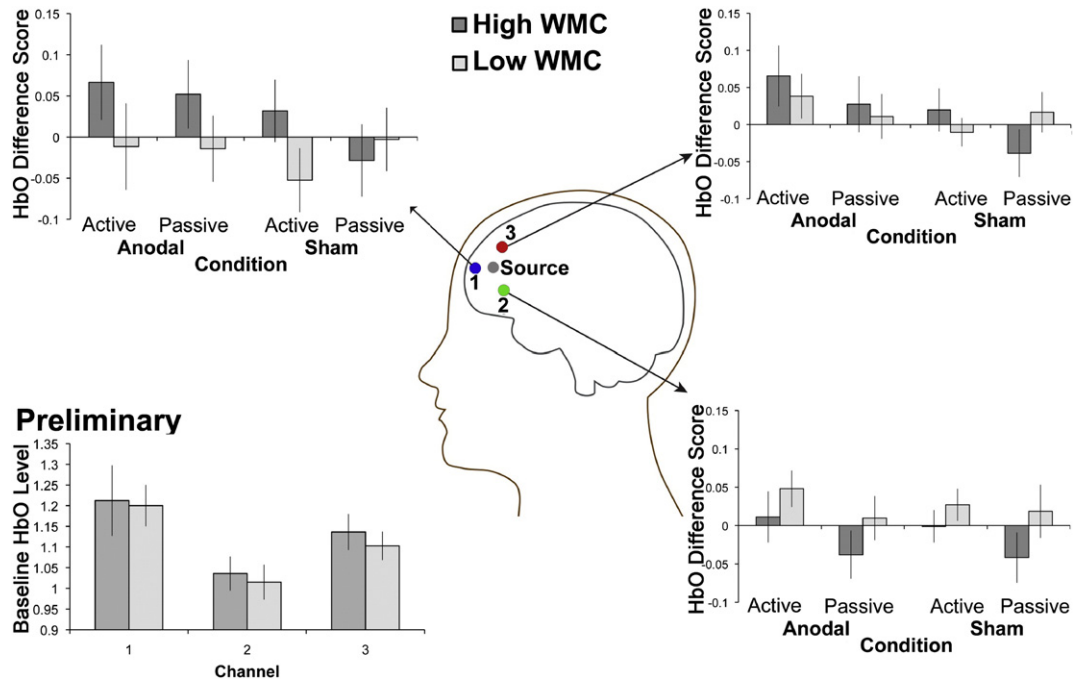 High WMC
Low WMC
HbO Difference Score
0.15
0.1
0.05
0
-0.05
-0.1
Active Passive Active Passive
Anodal Sham
Condition
HbO Difference Score
0.15
0.1
0.05
0
-0.05
-0.1
Active Passive Active Passive
Anodal Sham
Condition
3
Source
1
2
Preliminary
Baseline HbO Level
1.35
1.3
1.25
1.2
1.15
1.1
1.05
1
0.95
0.9
1 2 3
Channel
HbO Difference Score
0.15
0.1
0.05
0
-0.05
-0.1
Active Passive Active Passive
Anodal Sham
Condition